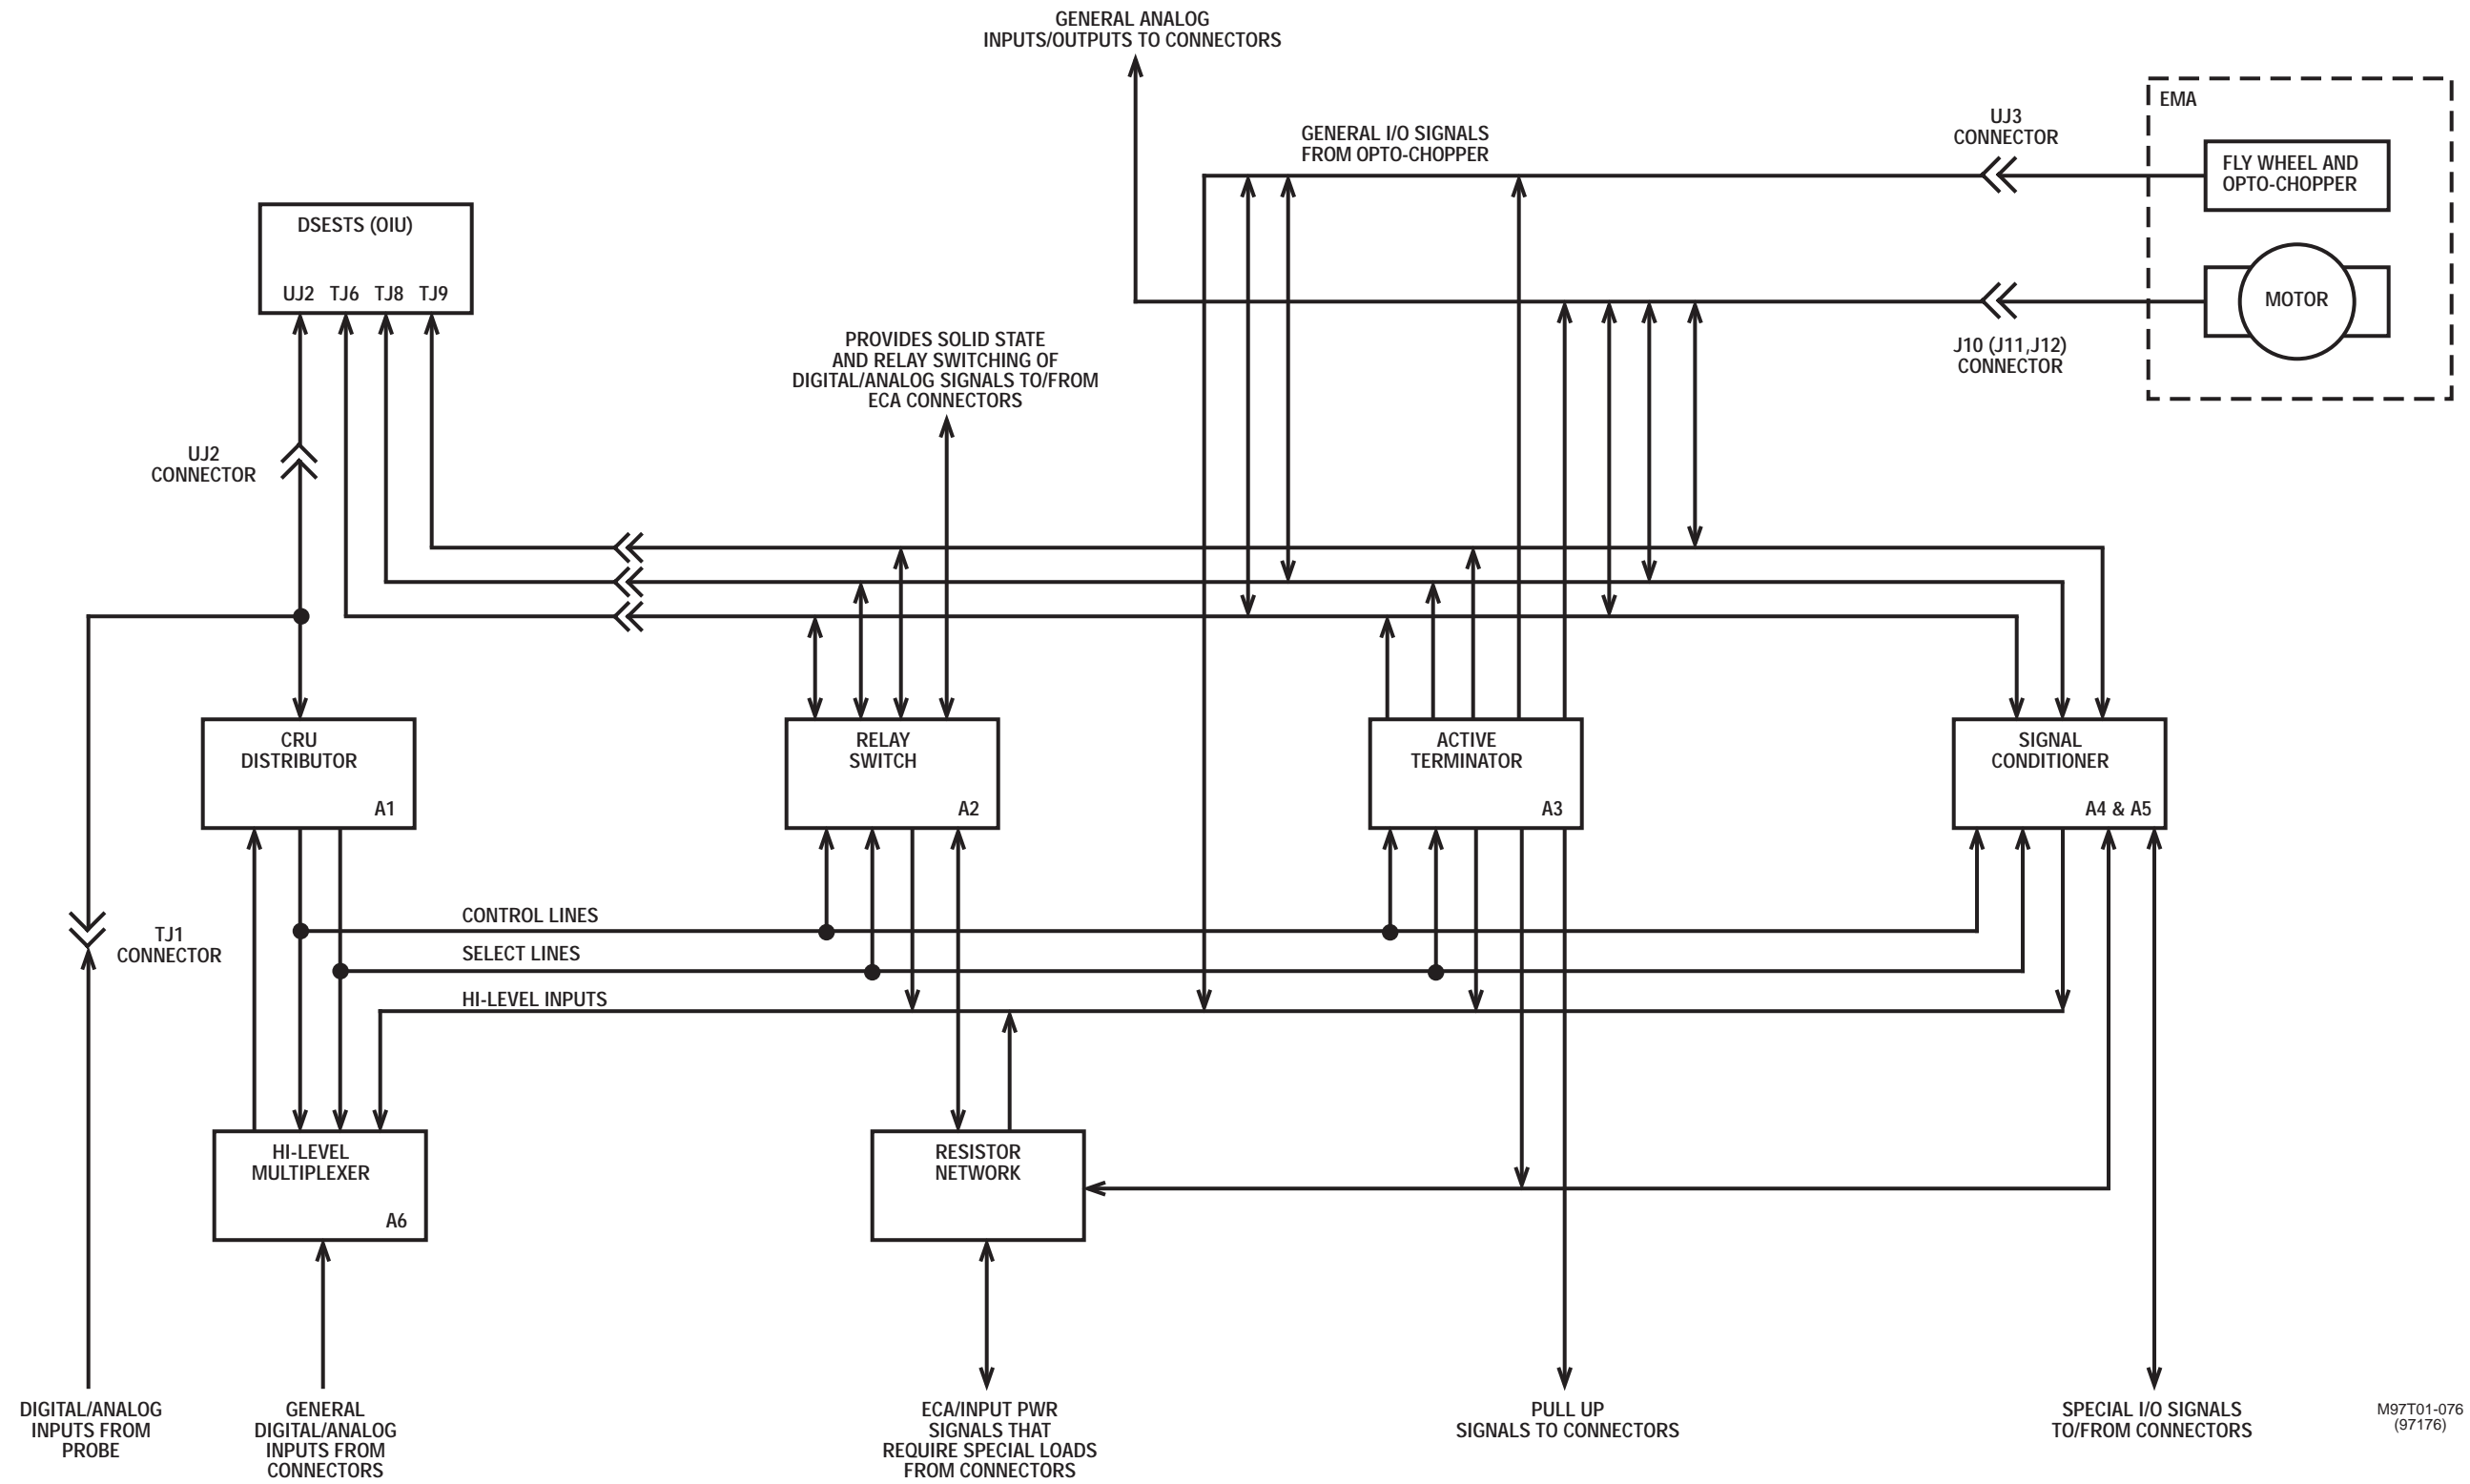 GENERAL ANALOG
INPUTS/OUTPUTS TO CONNECTORS
EMA
UJ3
CONNECTOR
GENERAL I/O SIGNALS
FROM OPTO-CHOPPER
FLY WHEEL AND
OPTO-CHOPPER
DSESTS (OIU)
UJ2 TJ6 TJ8 TJ9
MOTOR
J10 (J11,J12)
CONNECTOR
PROVIDES SOLID STATE
AND RELAY SWITCHING OF
DIGITAL/ANALOG SIGNALS TO/FROM
ECA CONNECTORS
UJ2
CONNECTOR
CRU
DISTRIBUTOR
A1
RELAY
SWITCH
A2
ACTIVE
TERMINATOR
A3
SIGNAL
CONDITIONER
A4 & A5
CONTROL LINES
TJ1
CONNECTOR
SELECT LINES
HI-LEVEL INPUTS
HI-LEVEL
MULTIPLEXER
A6
RESISTOR
NETWORK
DIGITAL/ANALOG
INPUTS FROM
PROBE
GENERAL
DIGITAL/ANALOG
INPUTS FROM
CONNECTORS
ECA/INPUT PWR
SIGNALS THAT
REQUIRE SPECIAL LOADS
FROM CONNECTORS
PULL UP
SIGNALS TO CONNECTORS
SPECIAL I/O SIGNALS
TO/FROM CONNECTORS
M97T01-076
(97176)